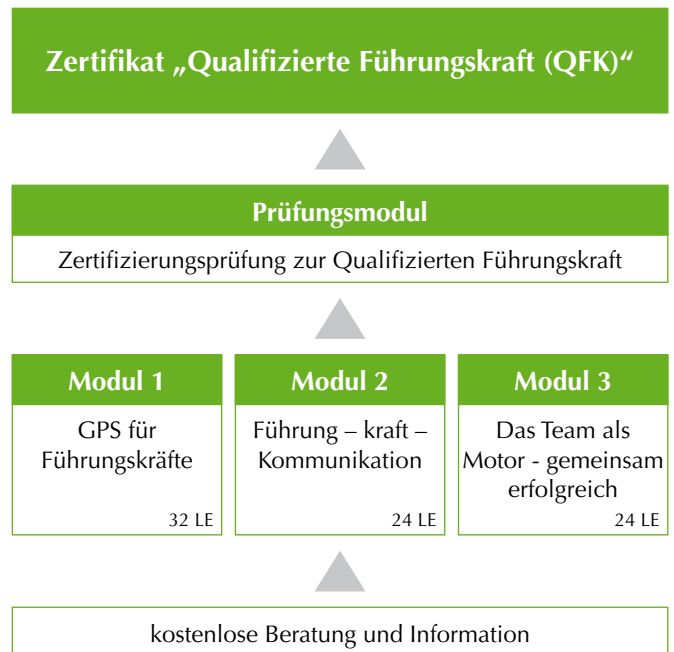 Zertifikat „Qualifizierte Führungskraft (QFK)“
Prüfungsmodul
Zertifizierungsprüfung zur Qualifizierten Führungskraft
Modul 1
GPS für
Führungskräfte
32 LE
Modul 2
Führung – kraft –
Kommunikation
24 LE
Modul 3
Das Team als
Motor - gemeinsam
erfolgreich
24 LE
kostenlose Beratung und Information